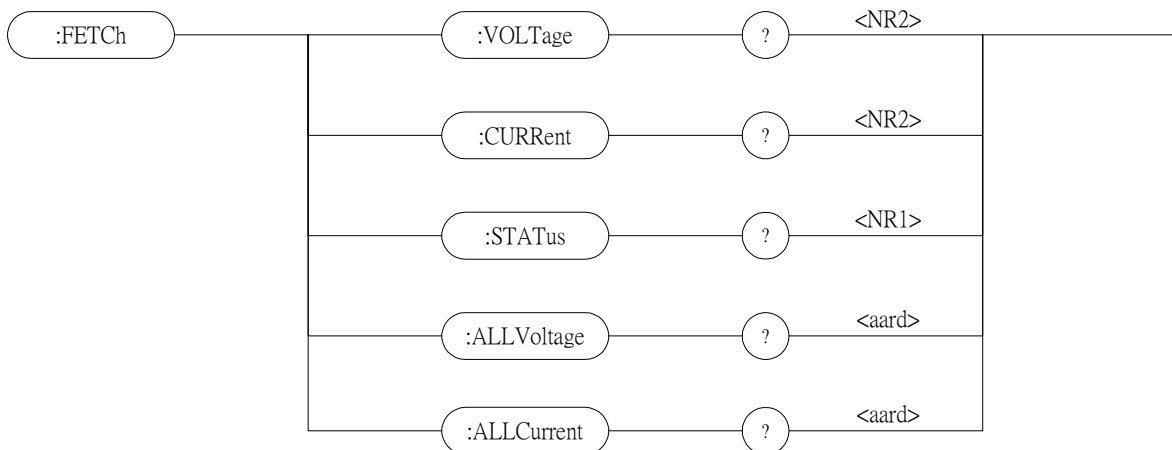 :FETCh :VOLTage ? <NR2>
:CURRent ? <NR2>
:STATus ? <NR1>
:ALLVoltage ? <aard>
:ALLCurrent ? <aard>